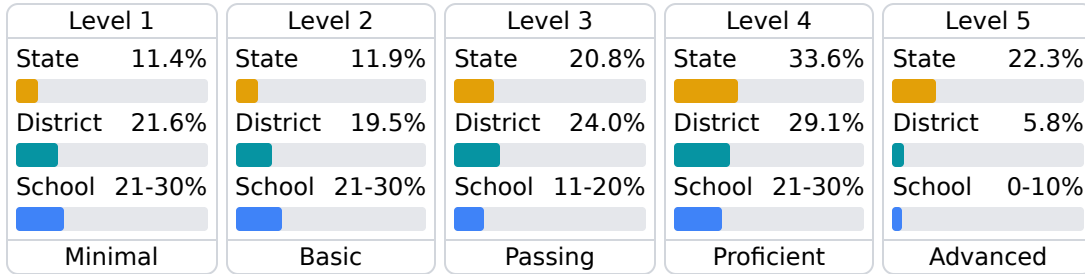 Level 1
State 11.4%
District 21.6%
School 21-30%
Minimal
Level 2
State 11.9%
District 19.5%
School 21-30%
Basic
Level 3
State 20.8%
District 24.0%
School 11-20%
Passing
Level 4
State 33.6%
District 29.1%
School 21-30%
Proficient
Level 5
State 22.3%
District 5.8%
School 0-10%
Advanced